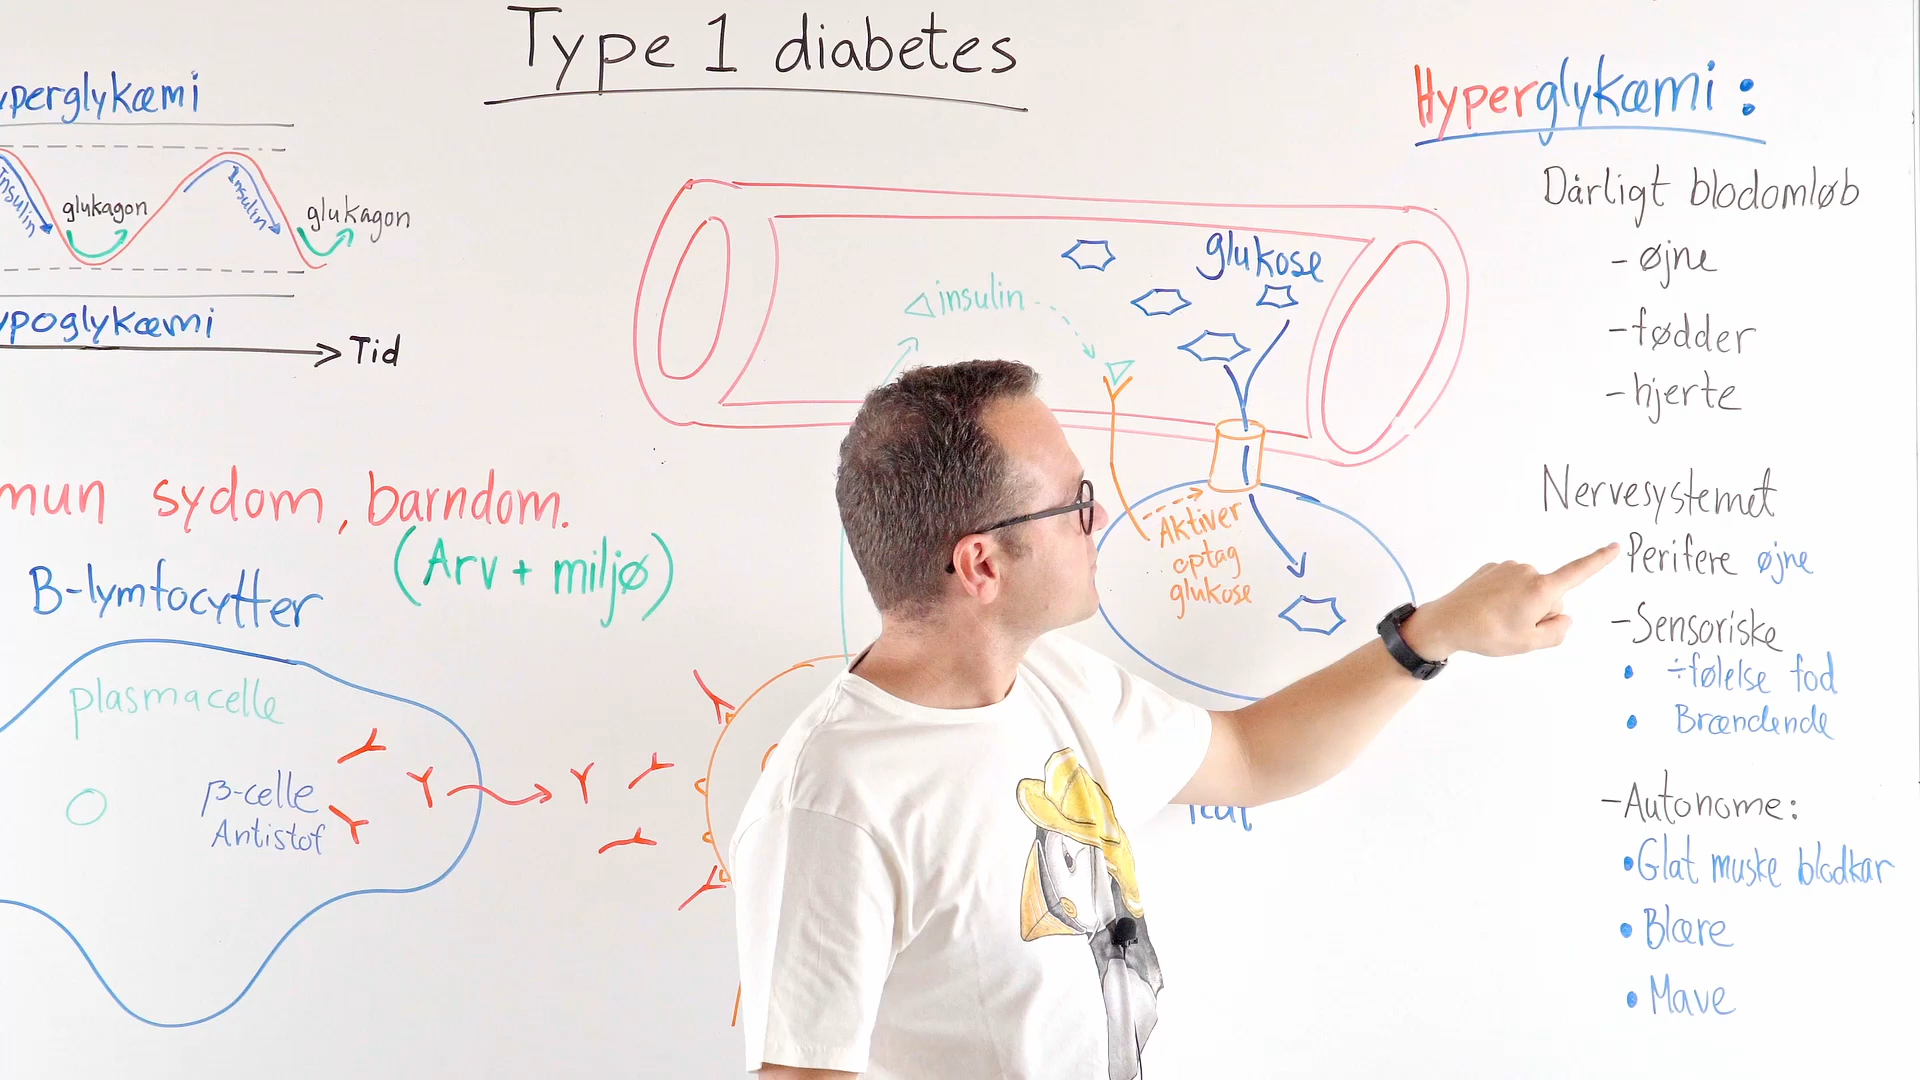 Type 1 diabetes
yperglykæmi
Insulin
glukagon
Insulin
glukagon
ypoglykæmi
Tid
mun sydom, barndom.
(Arv + miljø)
B-lymfocytter
plasmacelle
β-celle
Antistof
insulin
glukose
Aktiver
optag
glukose
Hyperglykæmi:
Dårligt blodomløb
- øjne
- fødder
- hjerte
Nervesystemet
Perifere øjne
- Sensoriske
• ÷følelse fod
• Brændende
- Autonome:
• Glat muske blodkar
• Blære
• Mave